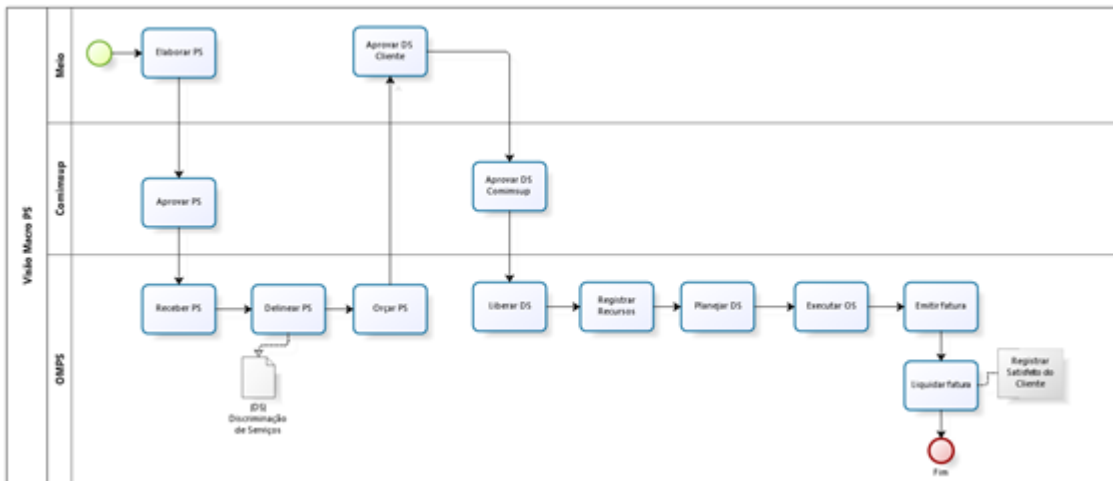 Visão Macro PS
Meio
Elaborar PS
Aprovar DS
Cliente
Comimsup
Aprovar PS
Aprovar DS
Comimsup
OMPS
Receber PS
Delinear PS
Orçar PS
Liberar DS
Registrar
Recursos
Planejar DS
Executar OS
Emitir fatura
(DS)
Discriminação
de Serviços
Liquidar fatura
Registrar
Satisfeito do
Cliente
Fim